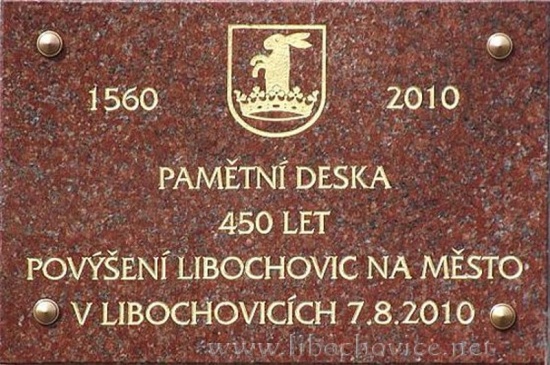 1560 2010
PAMĚTNÍ DESKA
450 LET
POVÝŠENÍ LIBOCHOVIC NA MĚSTO
V LIBOCHOVICÍCH 7.8.2010
www.libochovice.net